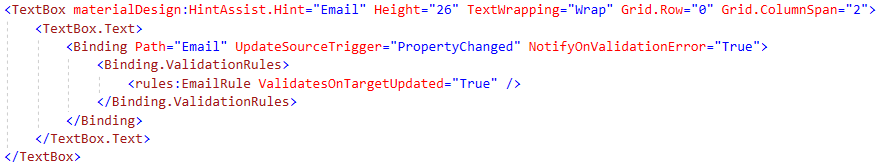 <TextBox materialDesign:HintAssist.Hint="Email" Height="26" TextWrapping="Wrap" Grid.Row="0" Grid.ColumnSpan="2">
    <TextBox.Text>
        <Binding Path="Email" UpdateSourceTrigger="PropertyChanged" NotifyOnValidationError="True">
            <Binding.ValidationRules>
                <rules:EmailRule ValidatesOnTargetUpdated="True" />
            </Binding.ValidationRules>
        </Binding>
    </TextBox.Text>
</TextBox>